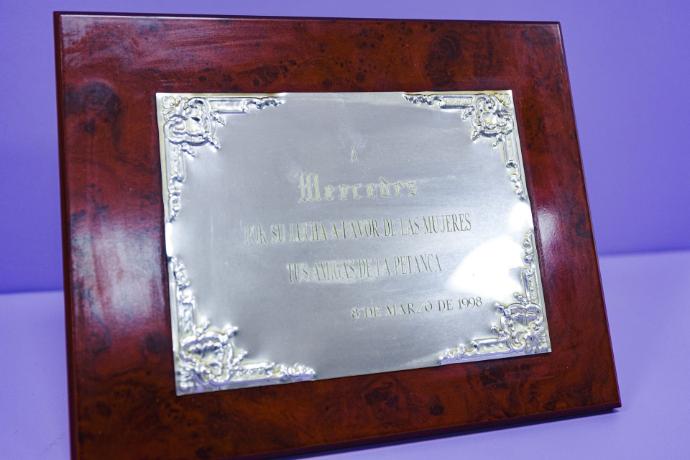 A
Mercedes
POR SU LUCHA A FAVOR DE LAS MUJERES
TUS AMIGAS DE LA PETANCA
8 DE MARZO DE 1998